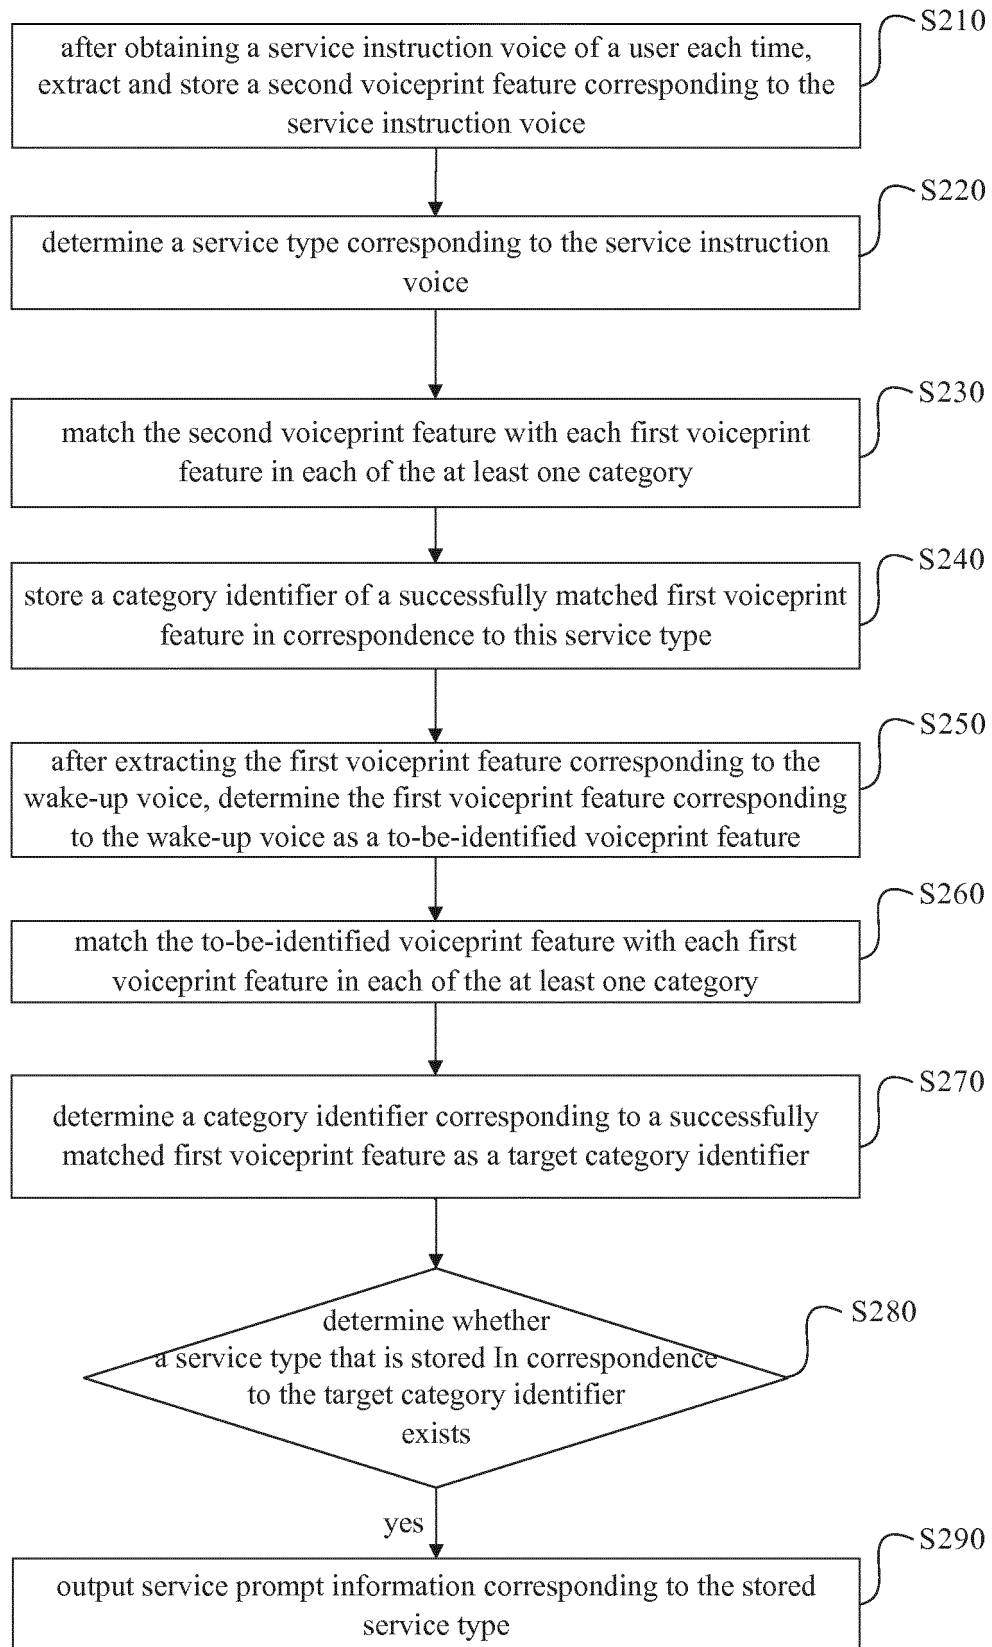 S210
after obtaining a service instruction voice of a user each time,
extract and store a second voiceprint feature corresponding to the
service instruction voice
S220
determine a service type corresponding to the service instruction
voice
S230
match the second voiceprint feature with each first voiceprint
feature in each of the at least one category
S240
store a category identifier of a successfully matched first voiceprint
feature in correspondence to this service type
S250
after extracting the first voiceprint feature corresponding to the
wake-up voice, determine the first voiceprint feature corresponding
to the wake-up voice as a to-be-identified voiceprint feature
S260
match the to-be-identified voiceprint feature with each first
voiceprint feature in each of the at least one category
S270
determine a category identifier corresponding to a successfully
matched first voiceprint feature as a target category identifier
S280
determine whether
a service type that is stored In correspondence
to the target category identifier
exists
yes
S290
output service prompt information corresponding to the stored
service type